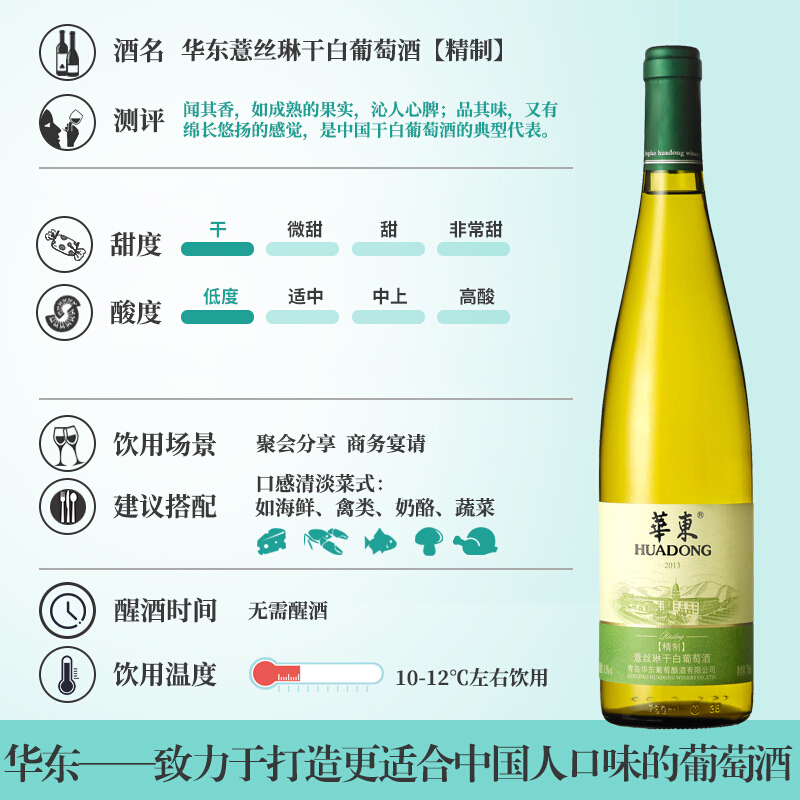 酒名 华东薏丝琳干白葡萄酒【精制】
测评 闻其香，如成熟的果实，沁人心脾；品其味，又有
绵长悠扬的感觉，是中国干白葡萄酒的典型代表。
甜度 干 微甜 甜 非常甜
酸度 低度 适中 中上 高酸
饮用场景 聚会分享 商务宴请
建议搭配 口感清淡菜式：
如海鲜、禽类、奶酪、蔬菜
醒酒时间 无需醒酒
饮用温度 10-12℃左右饮用
華東®
HUADONG
2013
Riesling
【精制】
薏丝琳干白葡萄酒
青岛华东葡萄酿酒有限公司
QINGDAO HUADONG WINERY CO.,LTD.
华东——致力于打造更适合中国人口味的葡萄酒